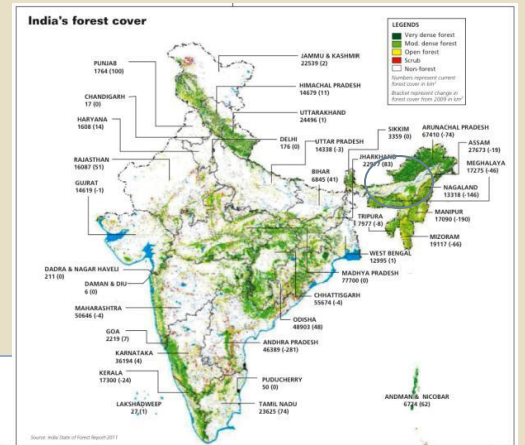 India's forest cover
LEGENDS
Very dense forest
Mod. dense forest
Open forest
Scrub
Non-forest
Numbers represent current
forest cover in km²
Bracket represent change in
forest cover from 2009 in km²
PUNJAB
1764 (100)
JAMMU & KASHMIR
22539 (2)
HIMACHAL PRADESH
14679 (11)
CHANDIGARH
17 (0)
UTTARAKHAND
24496 (1)
HARYANA
1608 (14)
DELHI
176 (0)
UTTAR PRADESH
14338 (-3)
SIKKIM
3359 (0)
ARUNACHAL PRADESH
67410 (-74)
ASSAM
27673 (-19)
RAJASTHAN
16087 (51)
JHARKHAND
(83)
MEGHALAYA
17275 (-46)
BIHAR
6845 (41)
GUJRAT
14619 (-1)
NAGALAND
13318 (-146)
TRIPURA
7977 (-8)
MANIPUR
17090 (-190)
MIZORAM
19117 (-66)
WEST BENGAL
12995 (1)
DADRA & NAGAR HAVELI
211 (0)
MADHYA PRADESH
77700 (0)
DAMAN & DIU
6 (0)
CHHATTISGARH
55674 (-4)
MAHARASHTRA
50646 (-4)
ODISHA
48903 (48)
GOA
2219 (7)
ANDHRA PRADESH
46389 (-281)
KARNATAKA
36194 (4)
KERALA
17300 (-24)
PUDUCHERRY
50 (0)
LAKSHADWEEP
27 (1)
TAMIL NADU
23625 (74)
ANDMAN & NICOBAR
6724 (62)
Source: India State of Forest Report 2011